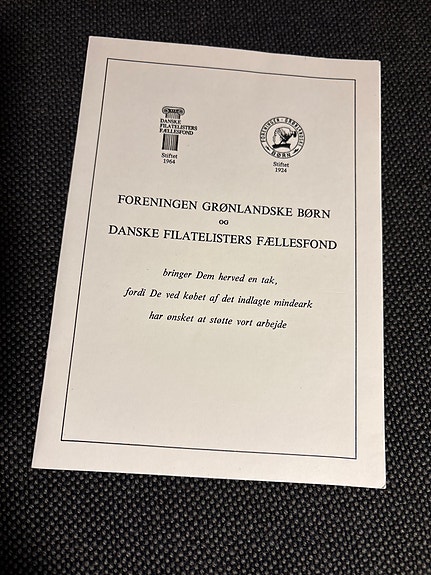 DANSKE
FILATELISTERS
FÆLLESFOND
Stiftet
1964
FORENINGEN GRØNLANDSKE
BØRN
Stiftet
1924
FORENINGEN GRØNLANDSKE BØRN
OG
DANSKE FILATELISTERS FÆLLESFOND
bringer Dem herved en tak,
fordi De ved købet af det indlagte mindeark
har ønsket at støtte vort arbejde